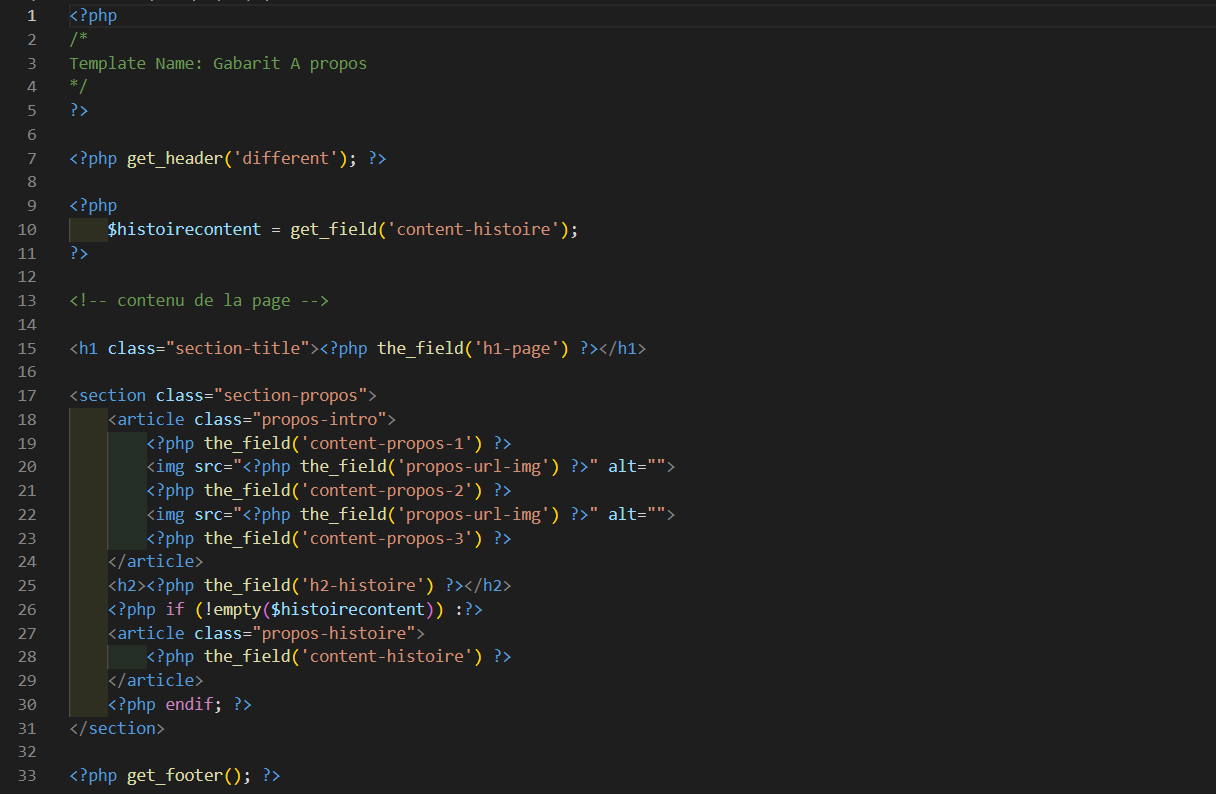 1 <?php
2 /*
3 Template Name: Gabarit A propos
4 */
5 ?>
6
7 <?php get_header('different'); ?>
8
9 <?php
10     $histoirecontent = get_field('content-histoire');
11 ?>
12
13 <!-- contenu de la page -->
14
15 <h1 class="section-title"><?php the_field('h1-page') ?></h1>
16
17 <section class="section-propos">
18     <article class="propos-intro">
19         <?php the_field('content-propos-1') ?>
20         <img src="<?php the_field('propos-url-img') ?>" alt="">
21         <?php the_field('content-propos-2') ?>
22         <img src="<?php the_field('propos-url-img') ?>" alt="">
23         <?php the_field('content-propos-3') ?>
24     </article>
25     <h2><?php the_field('h2-histoire') ?></h2>
26     <?php if (!empty($histoirecontent)) :?>
27     <article class="propos-histoire">
28         <?php the_field('content-histoire') ?>
29     </article>
30     <?php endif; ?>
31 </section>
32
33 <?php get_footer(); ?>